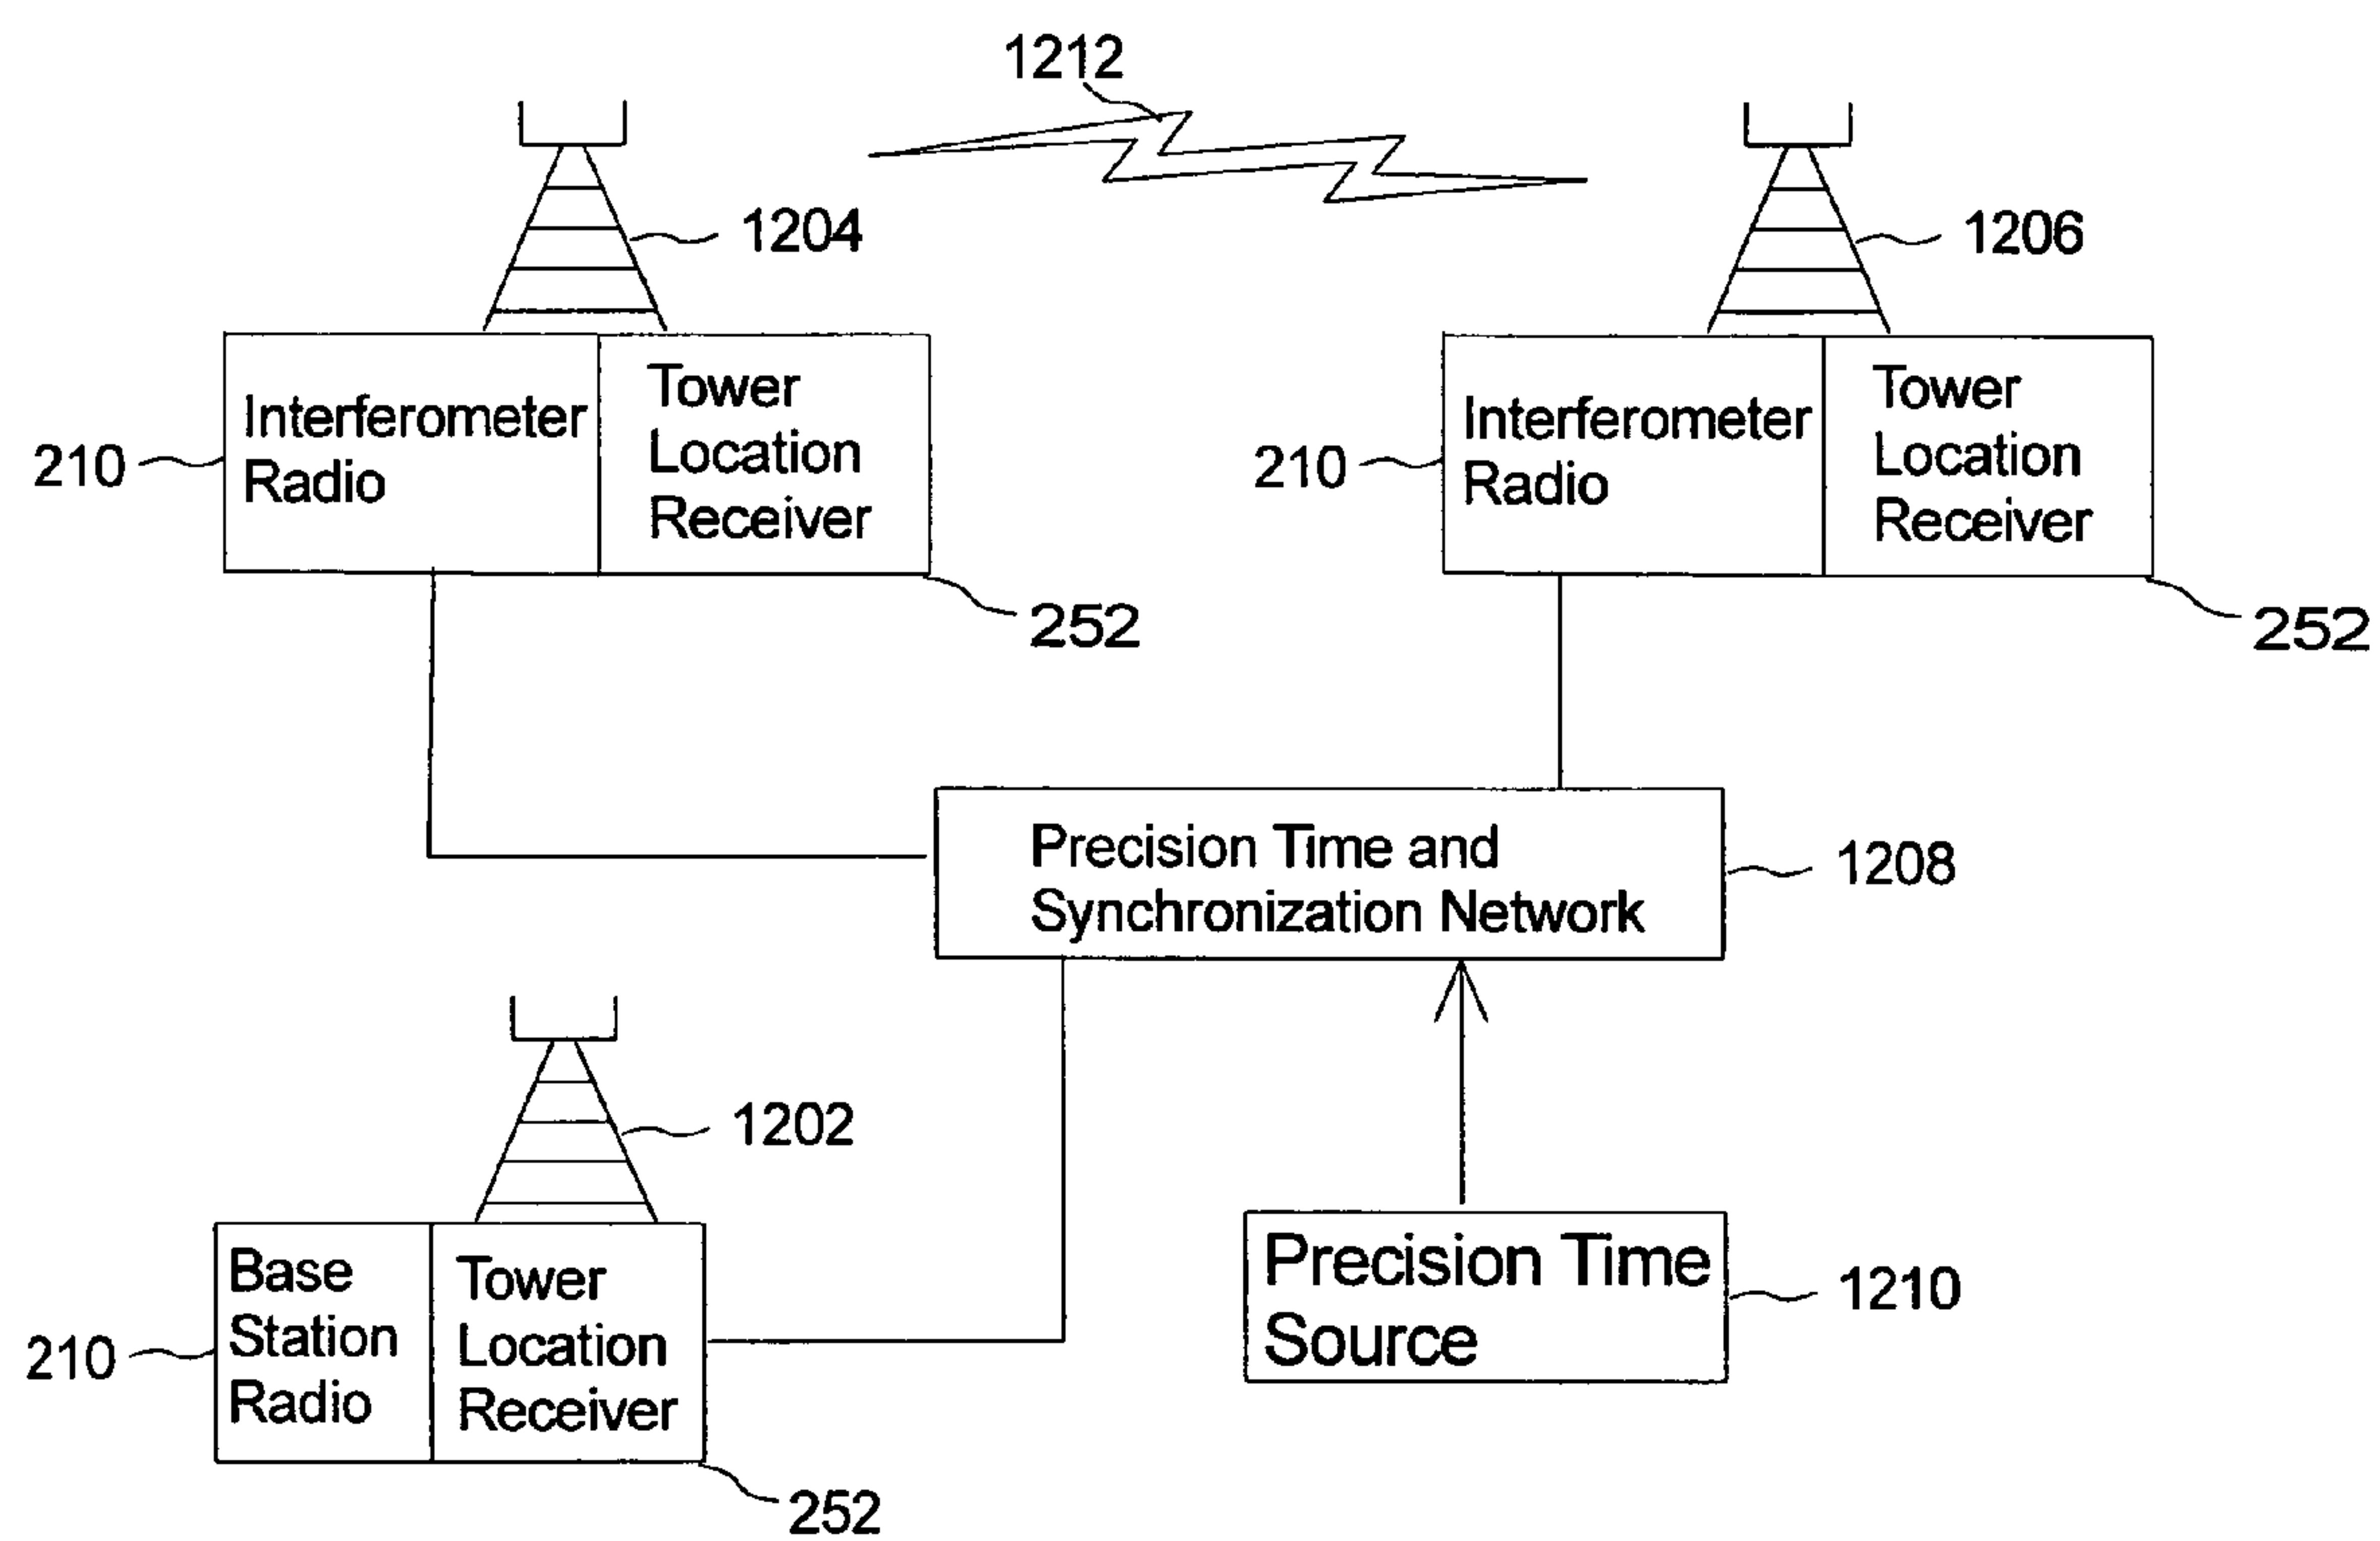 1212
1204
1206
210
Interferometer
Radio
Tower
Location
Receiver
252
210
Interferometer
Radio
Tower
Location
Receiver
252
Precision Time and
Synchronization Network
1208
1202
210
Base
Station
Radio
Tower
Location
Receiver
252
Precision Time
Source
1210